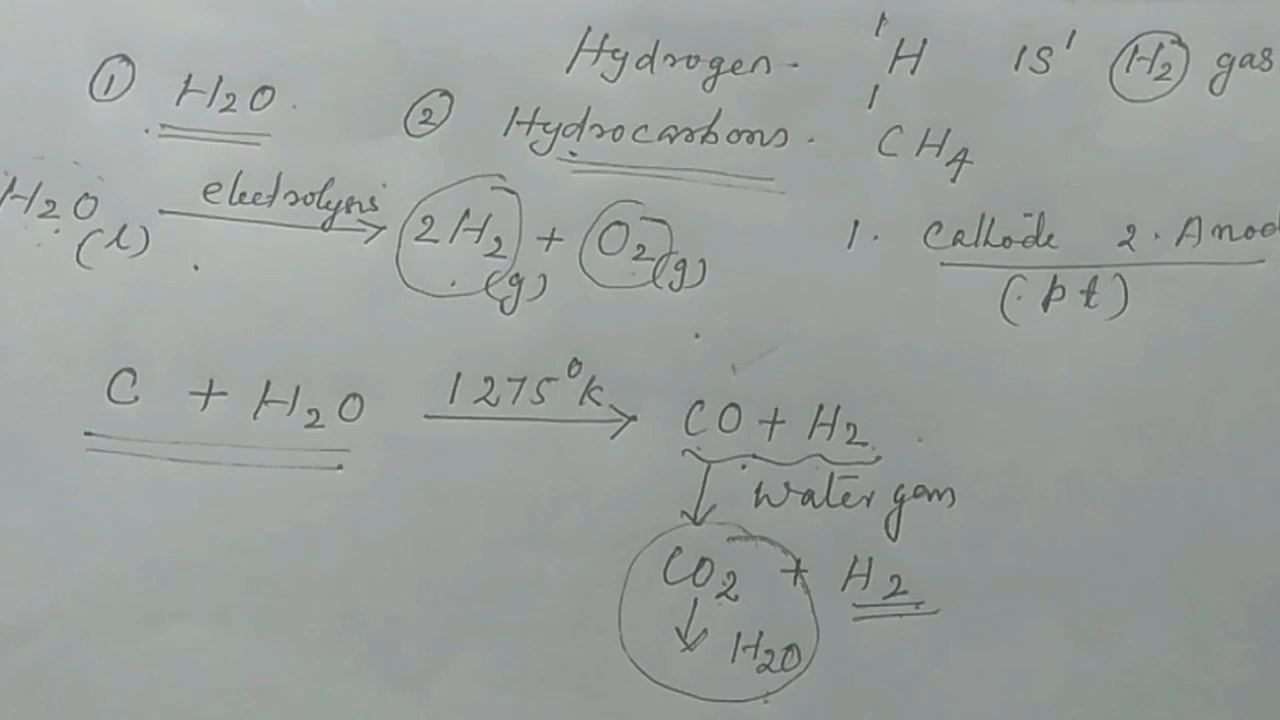 Hydrogen. ¹₁H 1S¹ H₂ gas
① H₂O. ② Hydrocarbons. CH₄
H₂O (l) electrolysis → 2H₂ (g) + O₂ (g)
1. Cathode 2. Anod
(pt)
C + H₂O 1275°K → CO + H₂
↓ Water gas
CO₂ + H₂
↓ H₂O